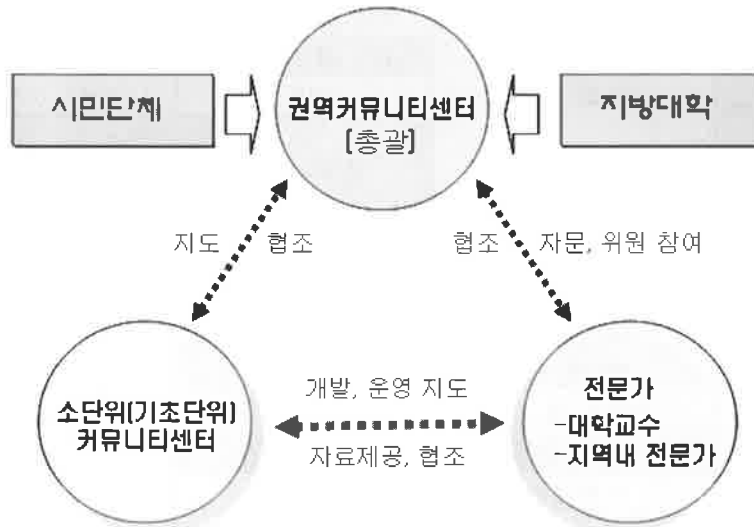 시민단체
권역커뮤니티센터
[총괄]
지방대학
지도
협조
협조
자문, 위원 참여
소단위(기초단위)
커뮤니티센터
개발, 운영 지도
자료제공, 협조
전문가
-대학교수
-지역내 전문가